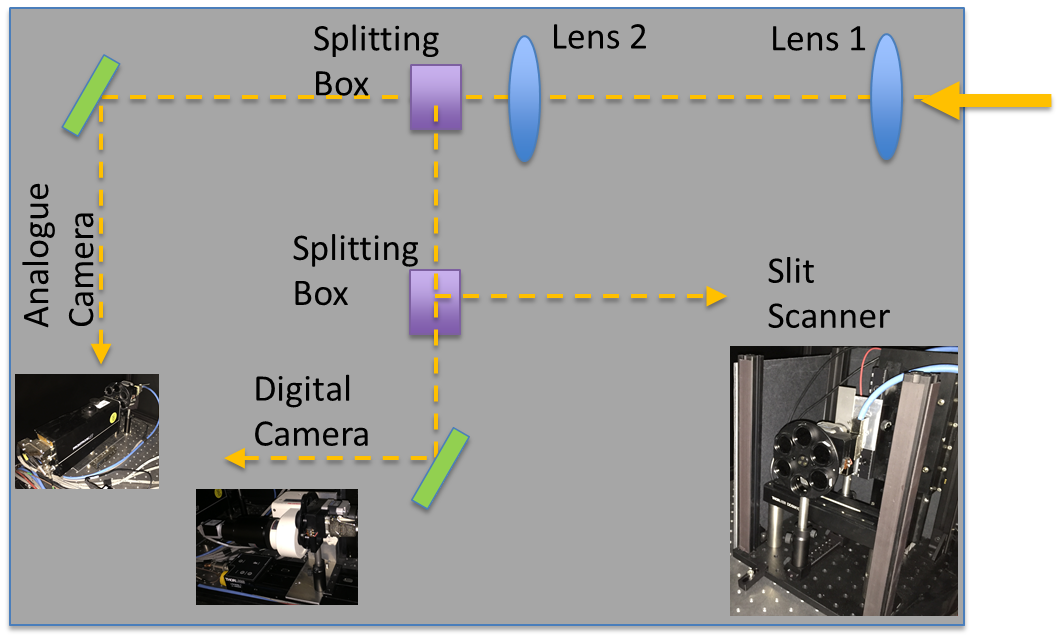 Splitting
Box
Lens 2
Lens 1
Analogue
Camera
Splitting
Box
Slit
Scanner
Digital
Camera